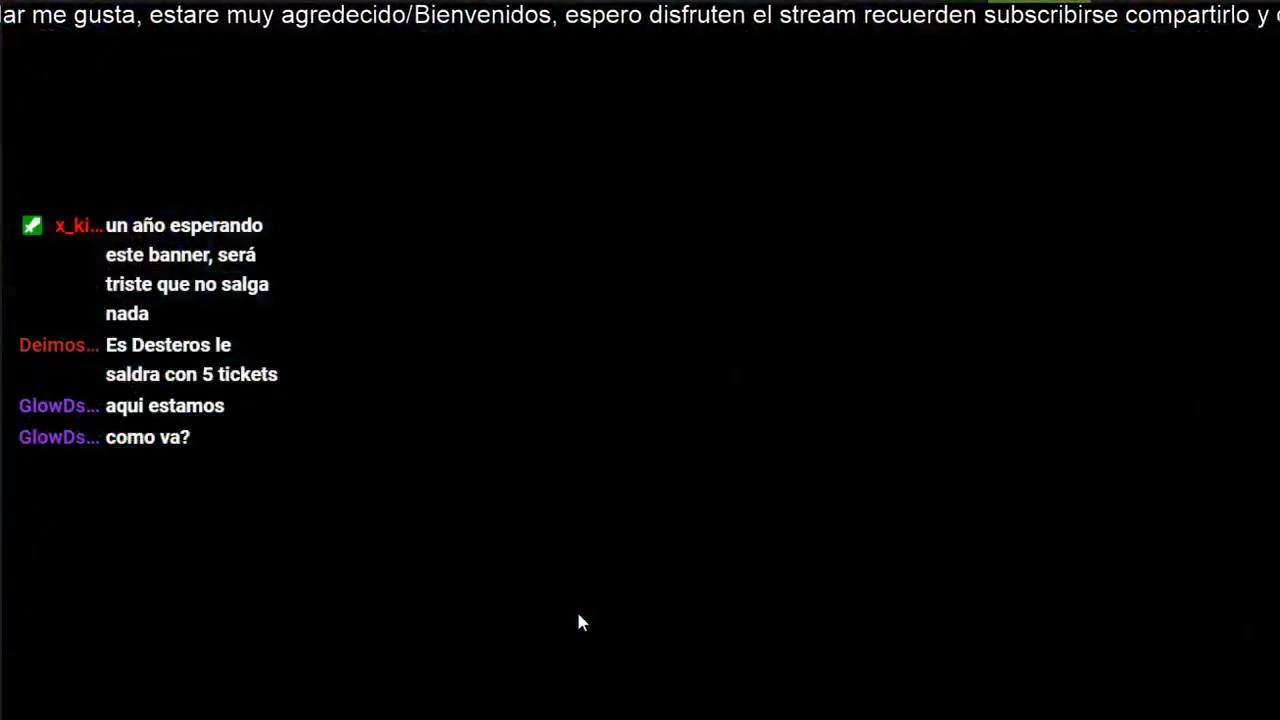 dar me gusta, estare muy agredecido/Bienvenidos, espero disfruten el stream recuerden subscribirse compartirlo y
x_ki... un año esperando
este banner, será
triste que no salga
nada
Deimos... Es Desteros le
saldra con 5 tickets
GlowDs... aqui estamos
GlowDs... como va?